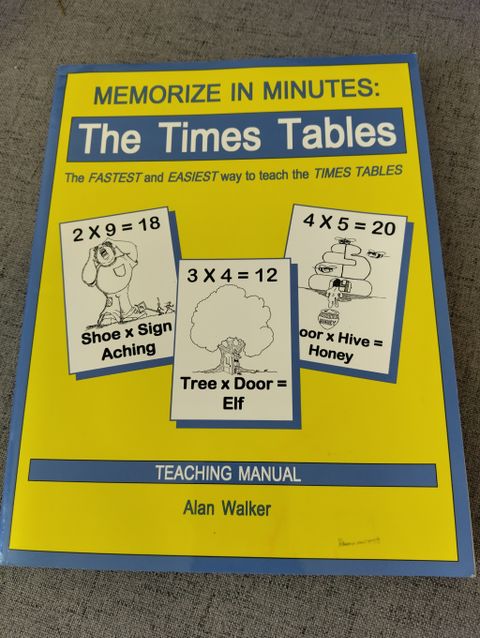 MEMORIZE IN MINUTES:
The Times Tables
The FASTEST and EASIEST way to teach the TIMES TABLES
2 X 9 = 18
Shoe x Sign
Aching
3 X 4 = 12
Tree x Door =
Elf
4 X 5 = 20
oor x Hive =
Honey
TEACHING MANUAL
Alan Walker